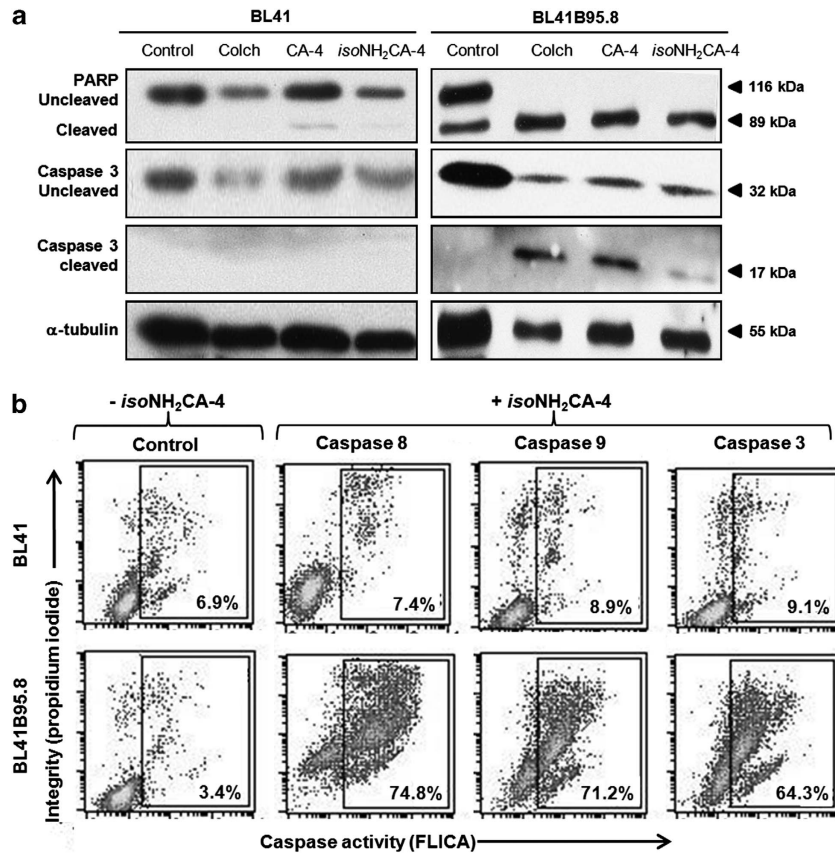 a
BL41 BL41B95.8
Control Colch CA-4 isoNH₂CA-4 Control Colch CA-4 isoNH₂CA-4
PARP
Uncleaved
116 kDa
Cleaved
89 kDa
Caspase 3
Uncleaved
32 kDa
Caspase 3
cleaved
17 kDa
α-tubulin
55 kDa
b
- isoNH₂CA-4 + isoNH₂CA-4
Control Caspase 8 Caspase 9 Caspase 3
BL41
6.9% 7.4% 8.9% 9.1%
BL41B95.8
3.4% 74.8% 71.2% 64.3%
Integrity (propidium iodide)
Caspase activity (FLICA)